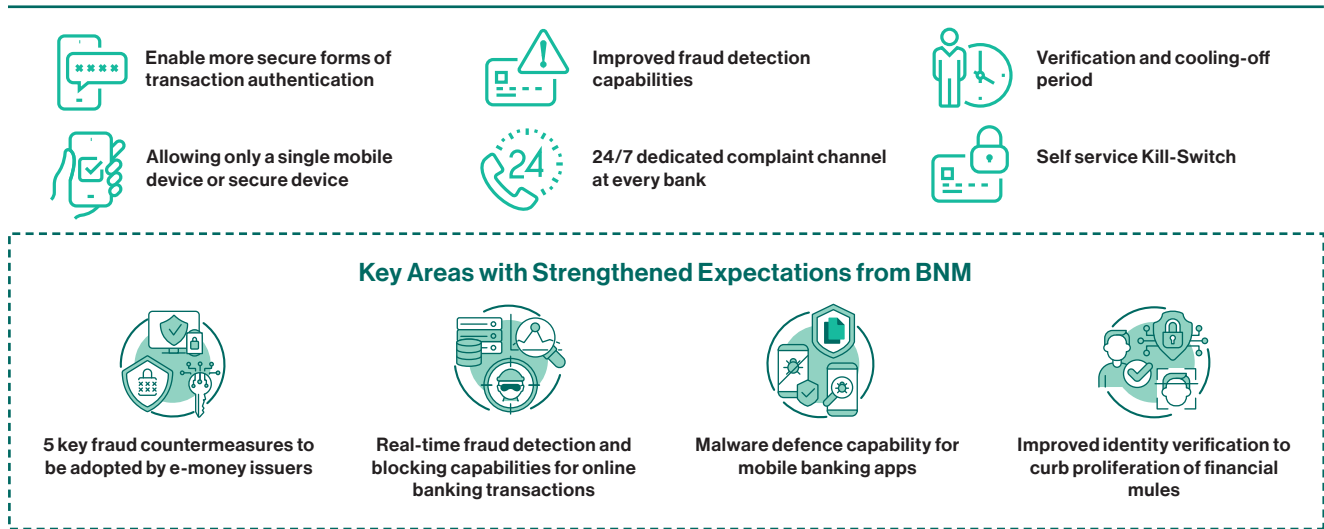 Enable more secure forms of
transaction authentication
Improved fraud detection
capabilities
Verification and cooling-off
period
Allowing only a single mobile
device or secure device
24
24/7 dedicated complaint channel
at every bank
Self service Kill-Switch
Key Areas with Strengthened Expectations from BNM
5 key fraud countermeasures to
be adopted by e-money issuers
Real-time fraud detection and
blocking capabilities for online
banking transactions
Malware defence capability for
mobile banking apps
Improved identity verification to
curb proliferation of financial
mules